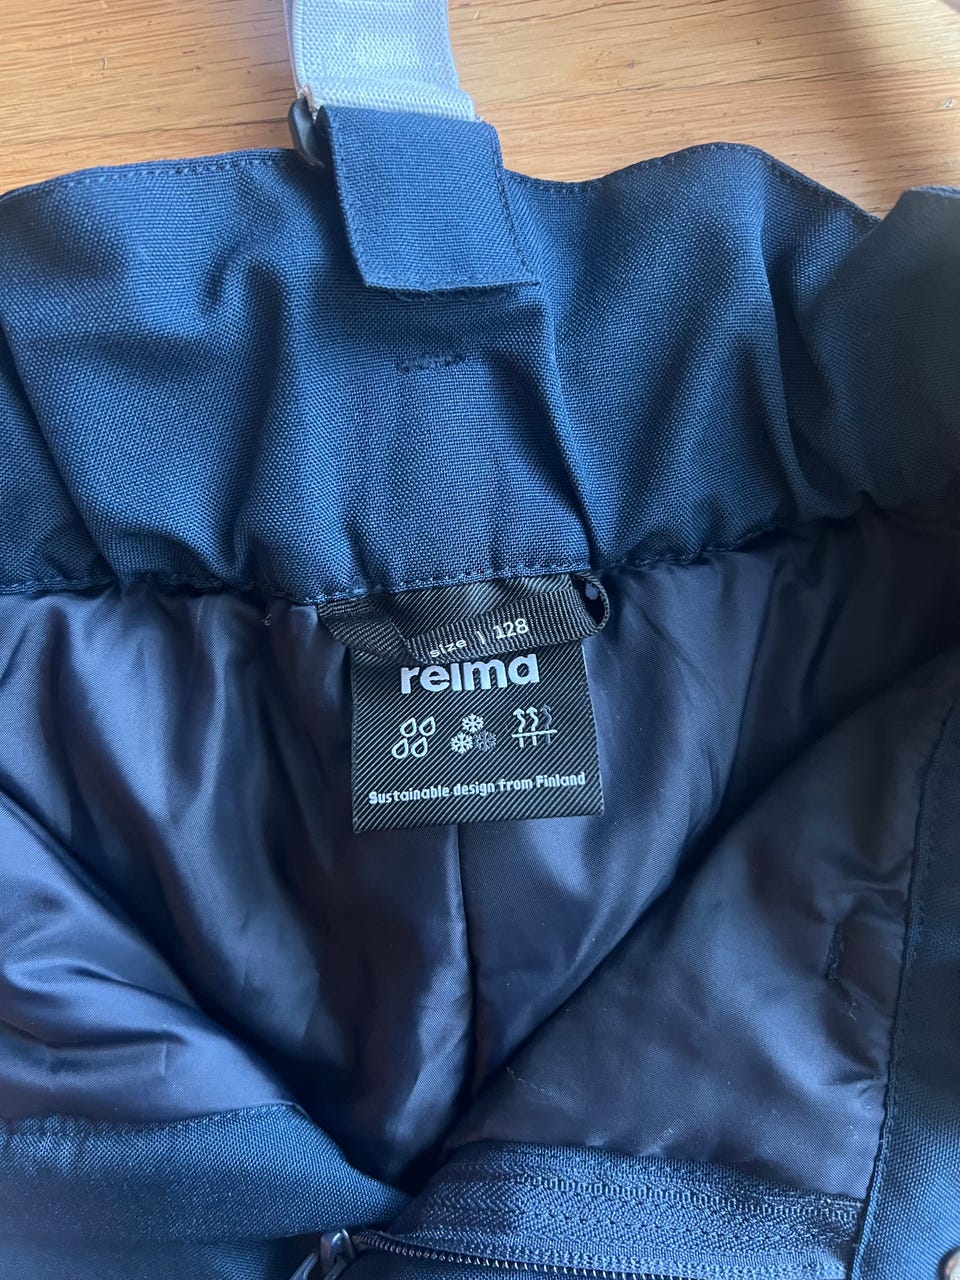 size | 128
reima
Sustainable design from Finland